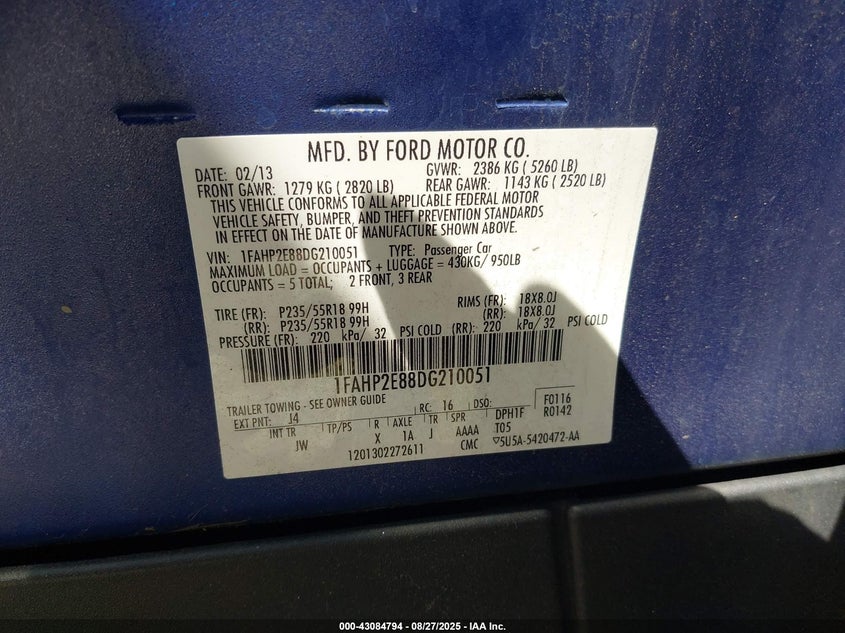 MFD. BY FORD MOTOR CO.
DATE: 02/13 GVWR: 2386 KG ( 5260 LB)
FRONT GAWR: 1279 KG ( 2820 LB) REAR GAWR: 1143 KG ( 2520 LB)
THIS VEHICLE CONFORMS TO ALL APPLICABLE FEDERAL MOTOR
VEHICLE SAFETY, BUMPER, AND THEFT PREVENTION STANDARDS
IN EFFECT ON THE DATE OF MANUFACTURE SHOWN ABOVE.
VIN: 1FAHP2E88DG210051 TYPE: Passenger Car
MAXIMUM LOAD = OCCUPANTS + LUGGAGE = 430KG/ 950LB
OCCUPANTS = 5 TOTAL; 2 FRONT, 3 REAR
TIRE (FR): P235/55R18 99H RIMS (FR): 18X8.0J
(RR): P235/55R18 99H (RR): 18X8.0J
PRESSURE (FR): 220 kPa/ 32 PSI COLD (RR): 220 kPa/ 32 PSI COLD
1FAHP2E88DG210051
TRAILER TOWING - SEE OWNER GUIDE
EXT PNT: J4 RC: 16 DSO: F0116
INT TR TP/PS R AXLE TR SPR DPH1F R0142
JW X 1A J AAAA T05
1201302272611 CMC ▽5U5A-5420472-AA
000-43084794 - 08/27/2025 - IAA Inc.